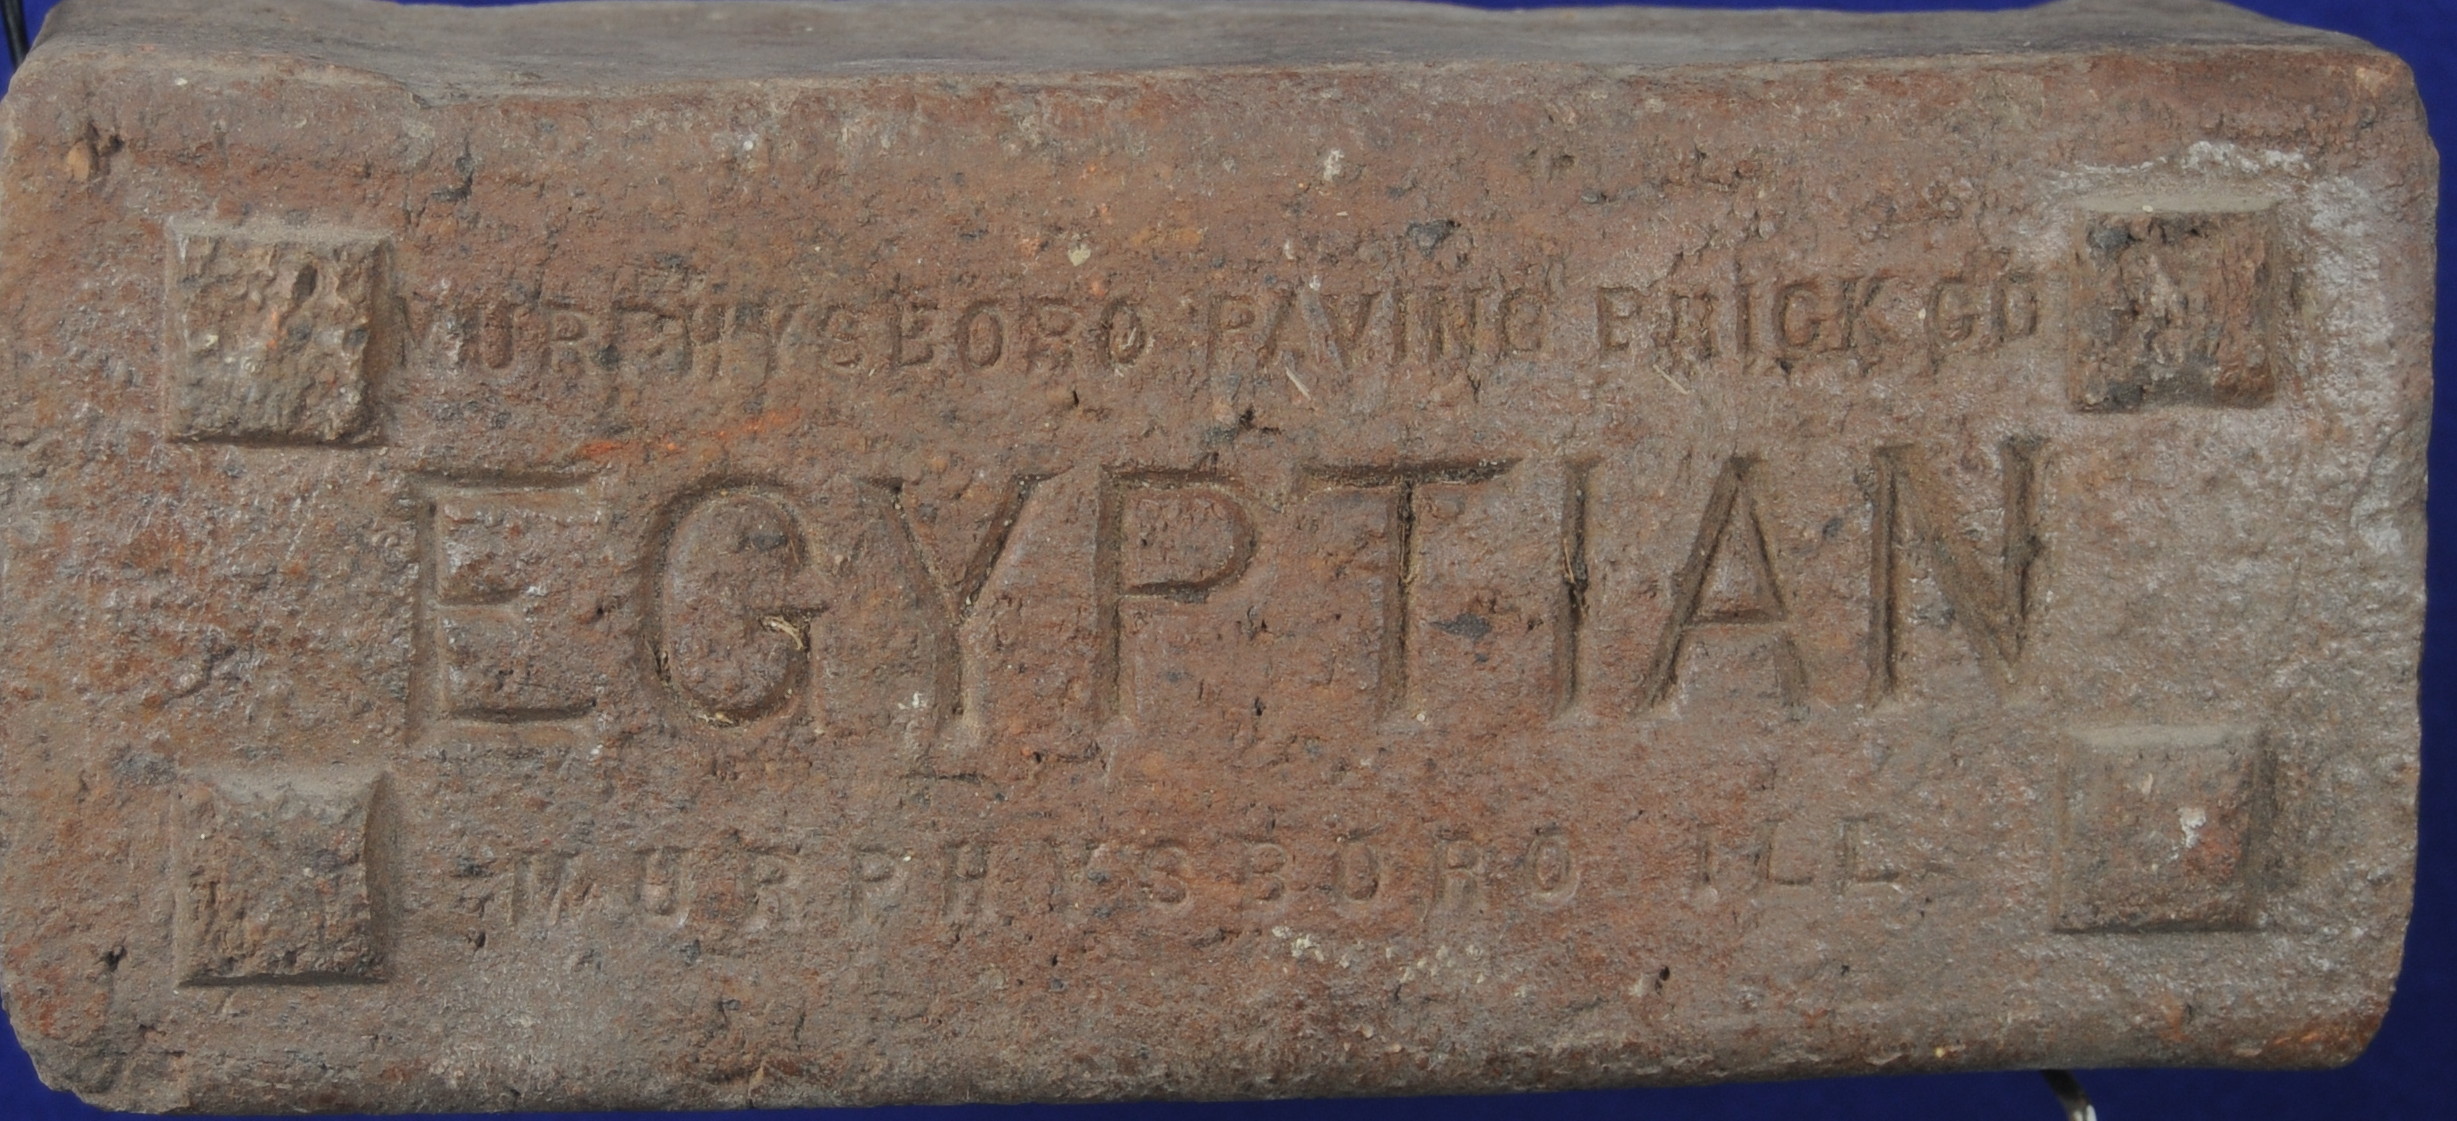 MURPHYSBORO PAVING BRICK CO
EGYPTIAN
MURPHYSBORO ILL.